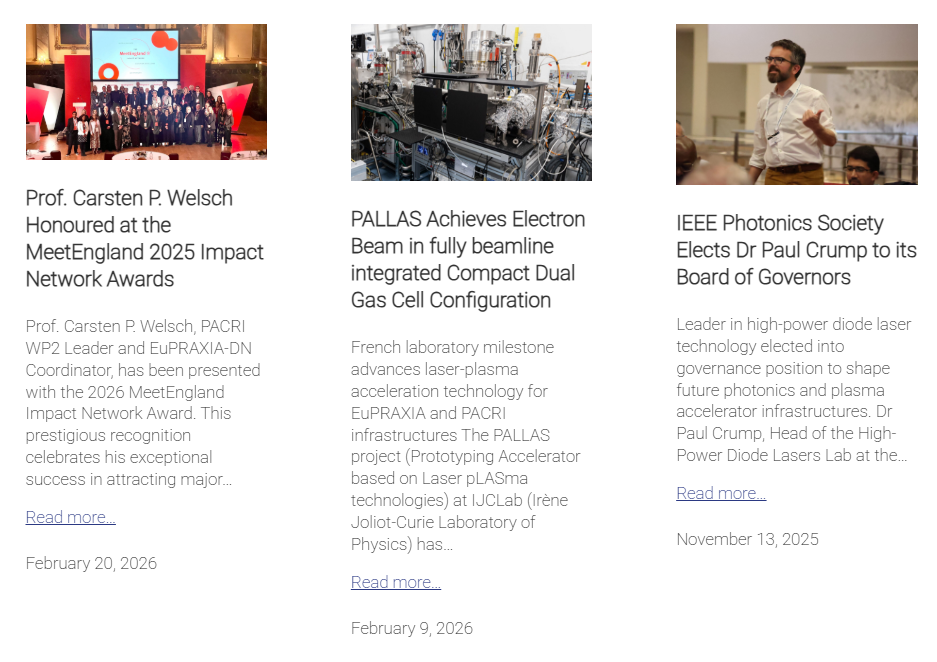 MeetEngland
Prof. Carsten P. Welsch
Honoured at the
MeetEngland 2025 Impact
Network Awards
Prof. Carsten P. Welsch, PACRI
WP2 Leader and EuPRAXIA-DN
Coordinator, has been presented
with the 2026 MeetEngland
Impact Network Award. This
prestigious recognition
celebrates his exceptional
success in attracting major...
Read more...
February 20, 2026
PALLAS Achieves Electron
Beam in fully beamline
integrated Compact Dual
Gas Cell Configuration
French laboratory milestone
advances laser-plasma
acceleration technology for
EuPRAXIA and PACRI
infrastructures The PALLAS
project (Prototyping Accelerator
based on Laser pLASma
technologies) at IJCLab (Irène
Joliot-Curie Laboratory of
Physics) has...
Read more...
February 9, 2026
IEEE Photonics Society
Elects Dr Paul Crump to its
Board of Governors
Leader in high-power diode laser
technology elected into
governance position to shape
future photonics and plasma
accelerator infrastructures. Dr
Paul Crump, Head of the High-
Power Diode Lasers Lab at the...
Read more...
November 13, 2025